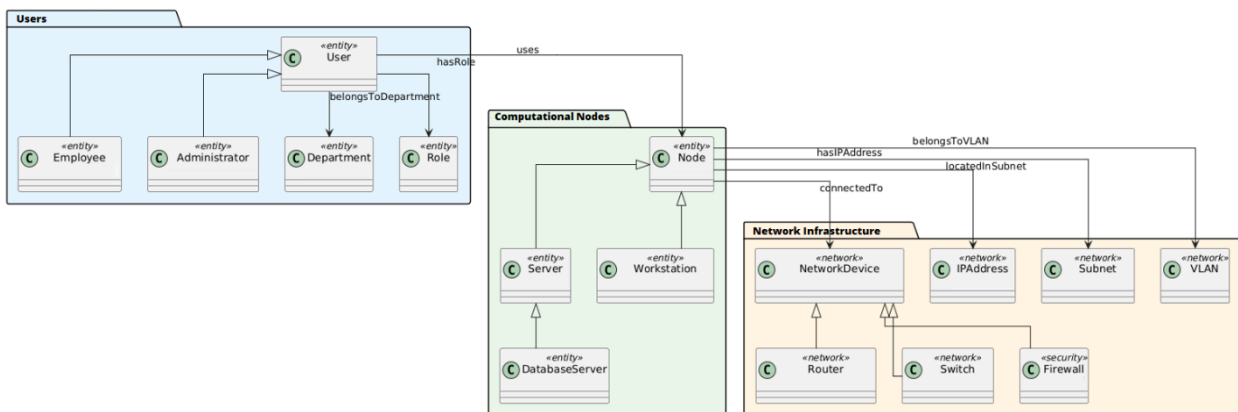 Users
«entity»
C User
uses
hasRole
belongsToDepartment
«entity»
C Employee
«entity»
C Administrator
«entity»
C Department
«entity»
C Role
Computational Nodes
«entity»
C Node
belongsToVLAN
hasIPAddress
locatedInSubnet
connectedTo
«entity»
C Server
«entity»
C Workstation
«entity»
C DatabaseServer
Network Infrastructure
«network»
C NetworkDevice
«network»
C IPAddress
«network»
C Subnet
«network»
C VLAN
«network»
C Router
«network»
C Switch
«security»
C Firewall